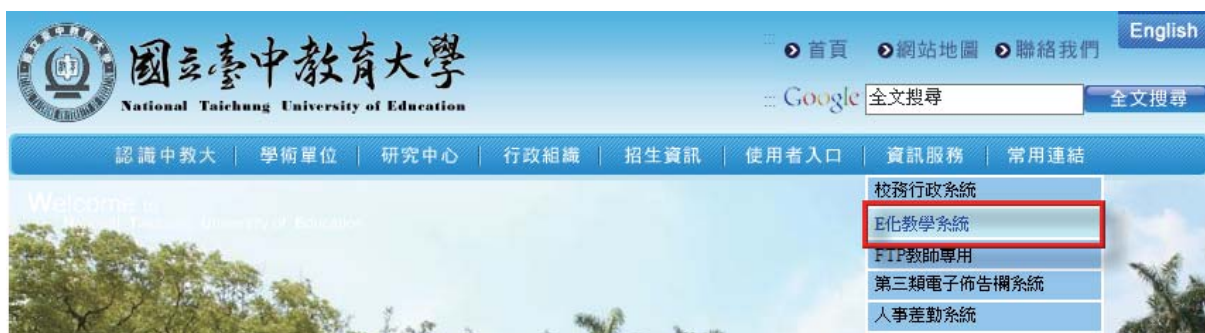 English
首頁 網站地圖 聯絡我們
國立臺中教育大學
National Taichung University of Education
Google 全文搜尋 全文搜尋
認識中教大 | 學術單位 | 研究中心 | 行政組織 | 招生資訊 | 使用者入口 | 資訊服務 | 常用連結
校務行政系統
Welcome to
National Taichung University of Education
E化教學系統
FTP教師專用
第三類電子佈告欄系統
人事差勤系統